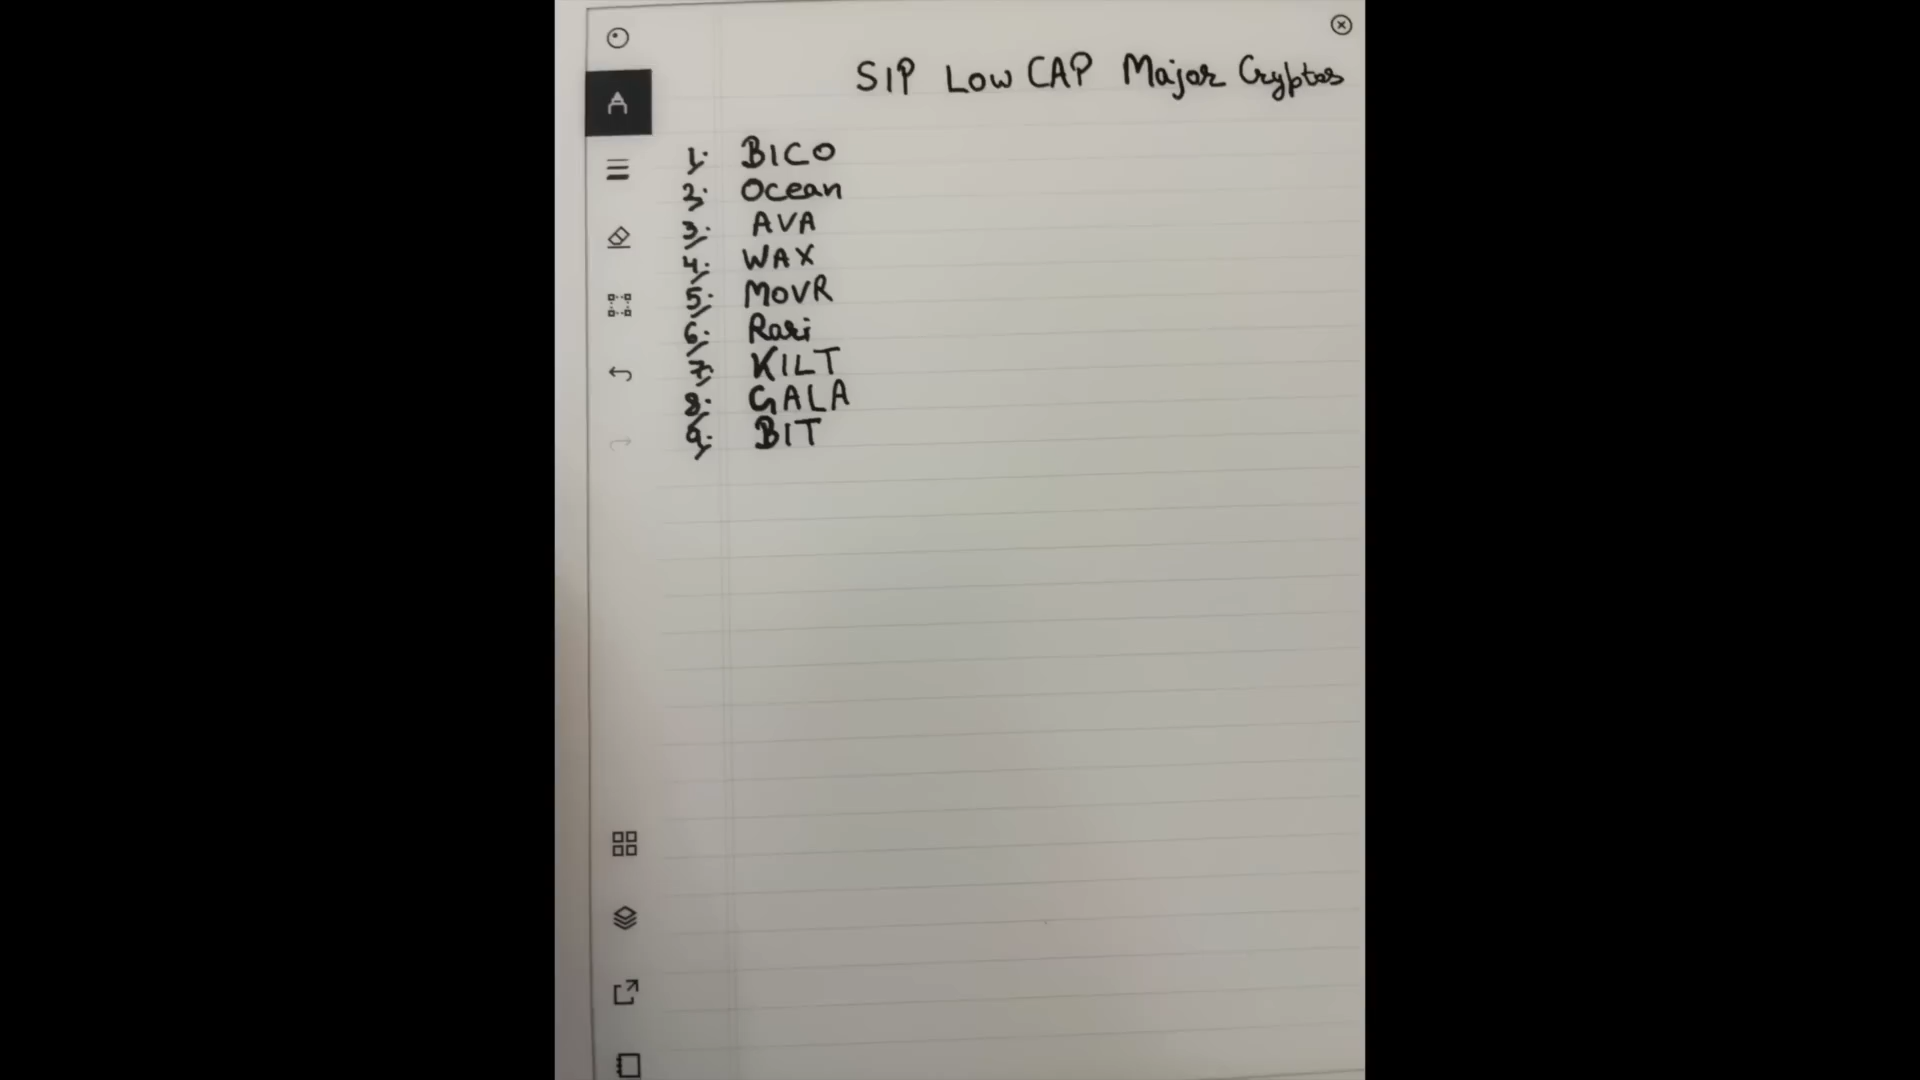 SIP Low CAP Major Cryptos
1. BICO
2. Ocean
3. AVA
4. WAX
5. MOVR
6. Rari
7. KILT
8. GALA
9. BIT